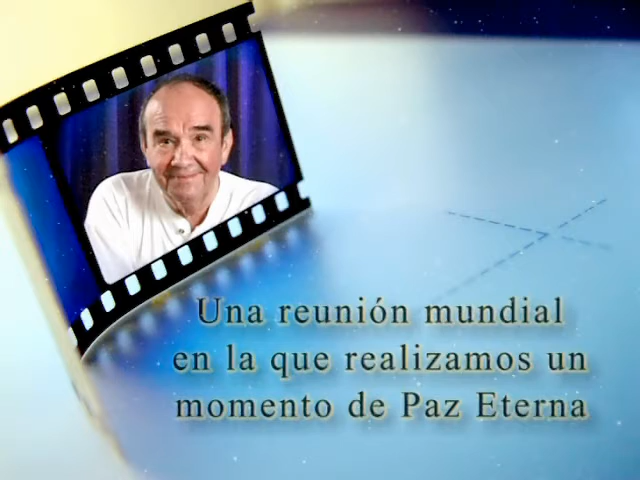 Una reunión mundial
en la que realizamos un
momento de Paz Eterna